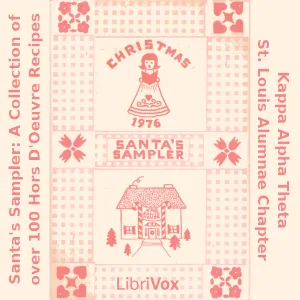 Santa's Sampler: A Collection of
over 100 Hors D'Oeuvre Recipes
CHRISTMAS
1976
SANTA'S
SAMPLER
LibriVox
Kappa Alpha Theta
St. Louis Alumnae Chapter